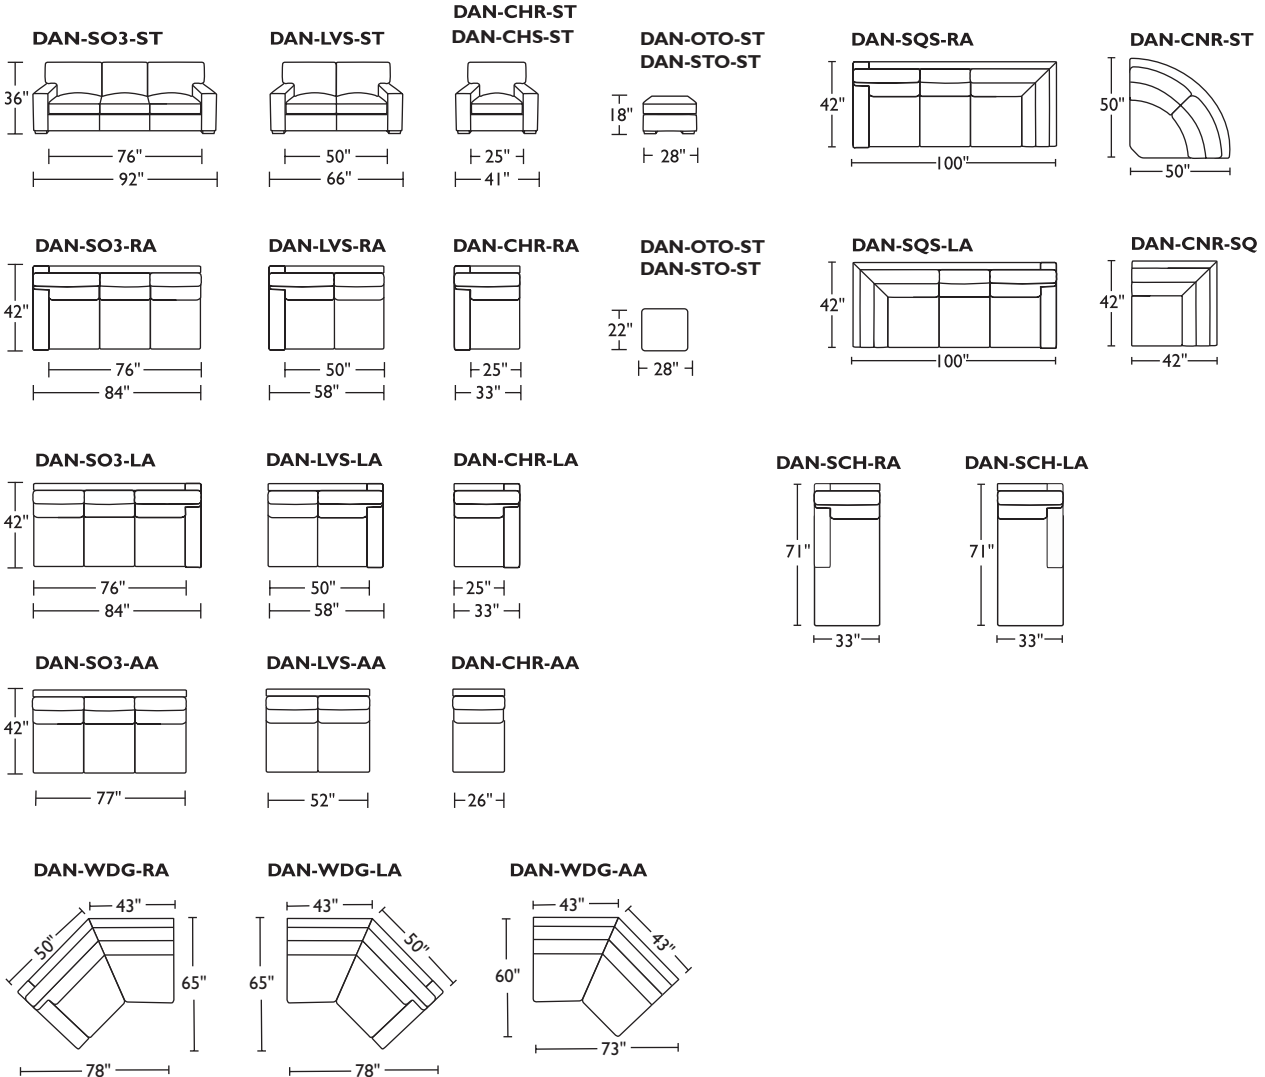 DAN-SO3-ST
36"
76"
92"
DAN-LVS-ST
50"
66"
DAN-CHR-ST
DAN-CHS-ST
25"
41"
DAN-OTO-ST
DAN-STO-ST
18"
28"
DAN-SQS-RA
42"
100"
DAN-CNR-ST
50"
50"
DAN-SO3-RA
42"
76"
84"
DAN-LVS-RA
50"
58"
DAN-CHR-RA
25"
33"
DAN-OTO-ST
DAN-STO-ST
22"
28"
DAN-SQS-LA
42"
100"
DAN-CNR-SQ
42"
42"
DAN-SO3-LA
42"
76"
84"
DAN-LVS-LA
50"
58"
DAN-CHR-LA
25"
33"
DAN-SCH-RA
71"
33"
DAN-SCH-LA
71"
33"
DAN-SO3-AA
42"
77"
DAN-LVS-AA
52"
DAN-CHR-AA
26"
DAN-WDG-RA
43"
50"
65"
78"
DAN-WDG-LA
43"
50"
65"
78"
DAN-WDG-AA
43"
43"
60"
73"